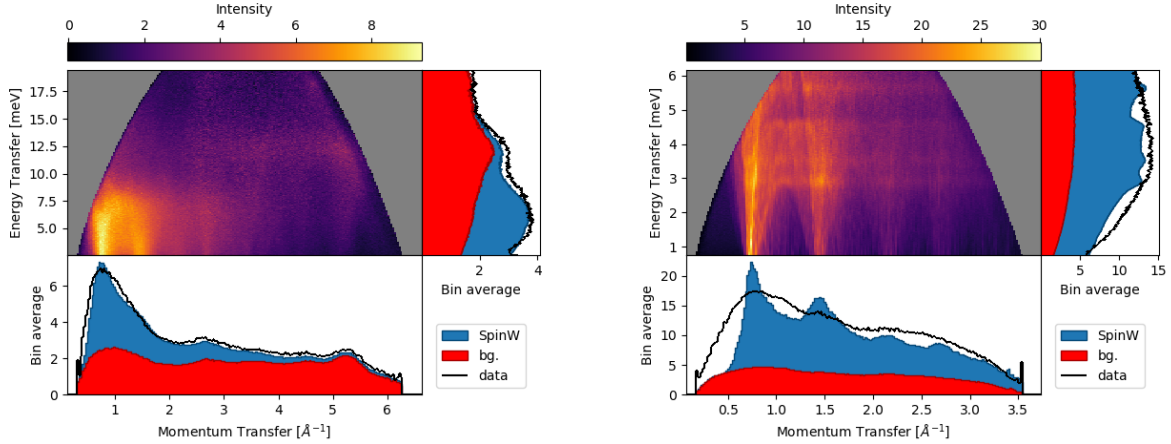 Intensity
0 2 4 6 8
Energy Transfer [meV]
17.5
15.0
12.5
10.0
7.5
5.0
2 4
Bin average
Bin average
6
4
2
0
1 2 3 4 5 6
Momentum Transfer [Å⁻¹]
SpinW
bg.
data
Intensity
5 10 15 20 25 30
Energy Transfer [meV]
6
5
4
3
2
1
5 10 15
Bin average
Bin average
20
15
10
5
0
0.5 1.0 1.5 2.0 2.5 3.0 3.5
Momentum Transfer [Å⁻¹]
SpinW
bg.
data